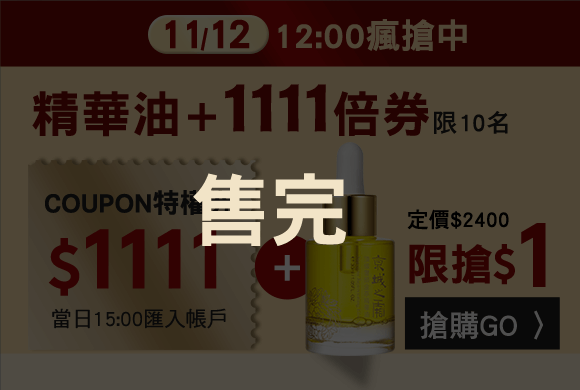 11/12 12:00瘋搶中
精華油+1111倍券限10名
COUPON特權
$1111
當日15:00匯入帳戶
+
售完
定價$2400
限搶$1
搶購GO 〉